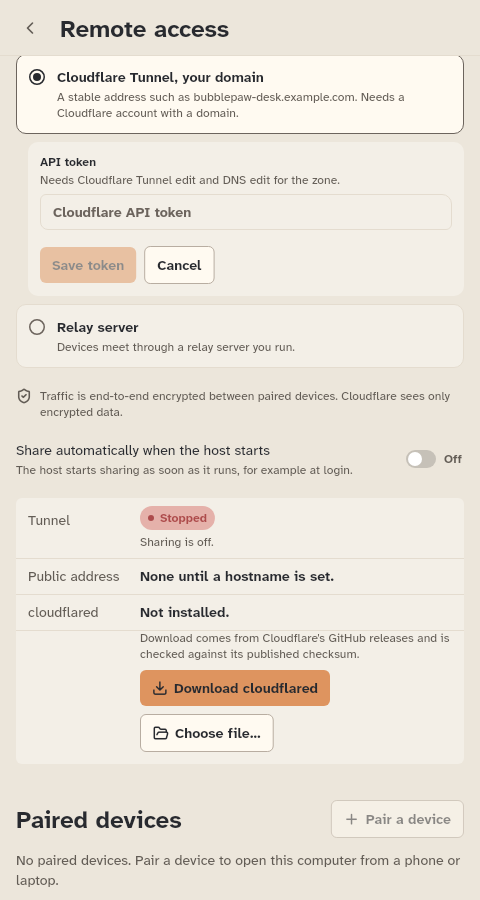 Remote access
Cloudflare Tunnel, your domain
A stable address such as bubblepaw-desk.example.com. Needs a
Cloudflare account with a domain.
API token
Needs Cloudflare Tunnel edit and DNS edit for the zone.
Cloudflare API token
Save token
Cancel
Relay server
Devices meet through a relay server you run.
Traffic is end-to-end encrypted between paired devices. Cloudflare sees only
encrypted data.
Share automatically when the host starts
The host starts sharing as soon as it runs, for example at login.
Off
Tunnel
Stopped
Sharing is off.
Public address
None until a hostname is set.
cloudflared
Not installed.
Download comes from Cloudflare's GitHub releases and is
checked against its published checksum.
Download cloudflared
Choose file...
Paired devices
Pair a device
No paired devices. Pair a device to open this computer from a phone or
laptop.